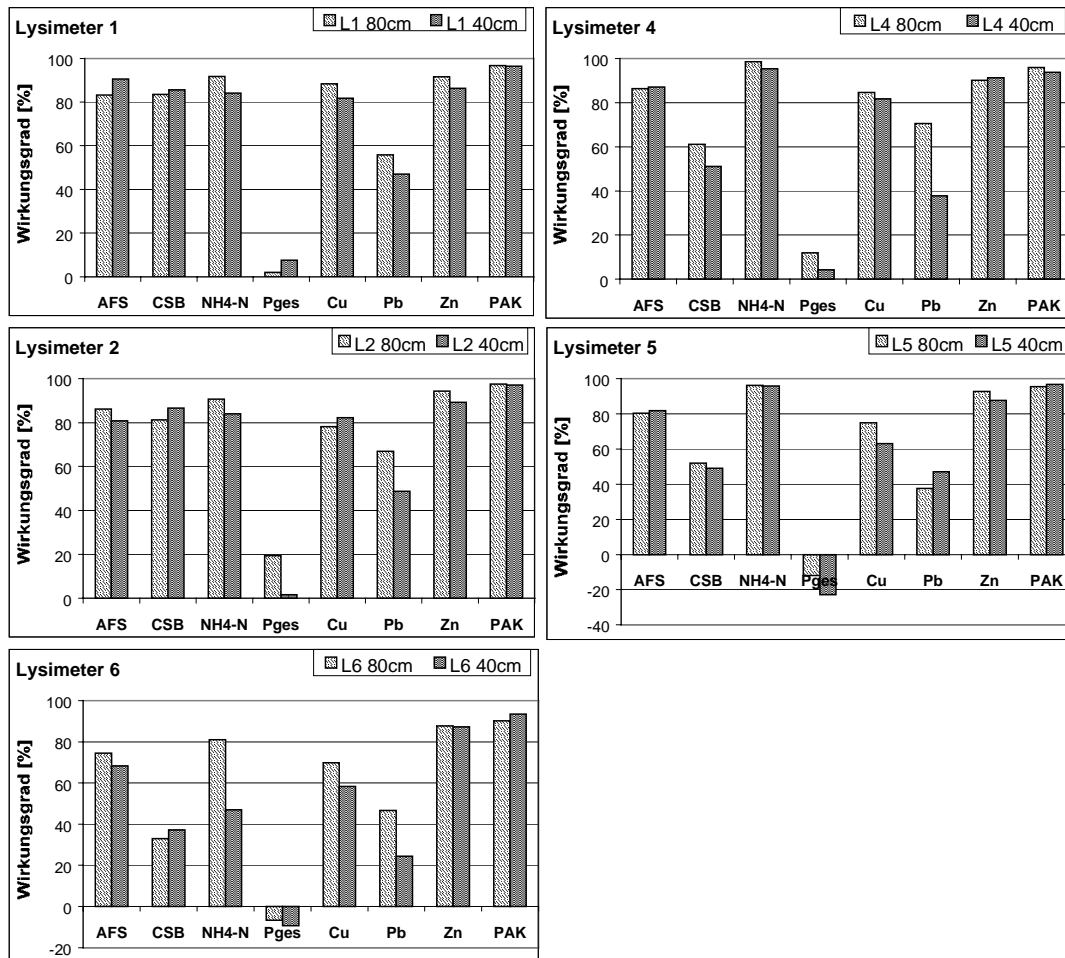 Lysimeter 1
L1 80cm L1 40cm
Wirkungsgrad [%]
100
80
60
40
20
0
AFS CSB NH4-N Pges Cu Pb Zn PAK
Lysimeter 4
L4 80cm L4 40cm
Wirkungsgrad [%]
100
80
60
40
20
0
AFS CSB NH4-N Pges Cu Pb Zn PAK
Lysimeter 2
L2 80cm L2 40cm
Wirkungsgrad [%]
100
80
60
40
20
0
AFS CSB NH4-N Pges Cu Pb Zn PAK
Lysimeter 5
L5 80cm L5 40cm
Wirkungsgrad [%]
100
80
60
40
20
0
-20
-40
AFS CSB NH4-N Pges Cu Pb Zn PAK
Lysimeter 6
L6 80cm L6 40cm
Wirkungsgrad [%]
100
80
60
40
20
0
-20
AFS CSB NH4-N Pges Cu Pb Zn PAK